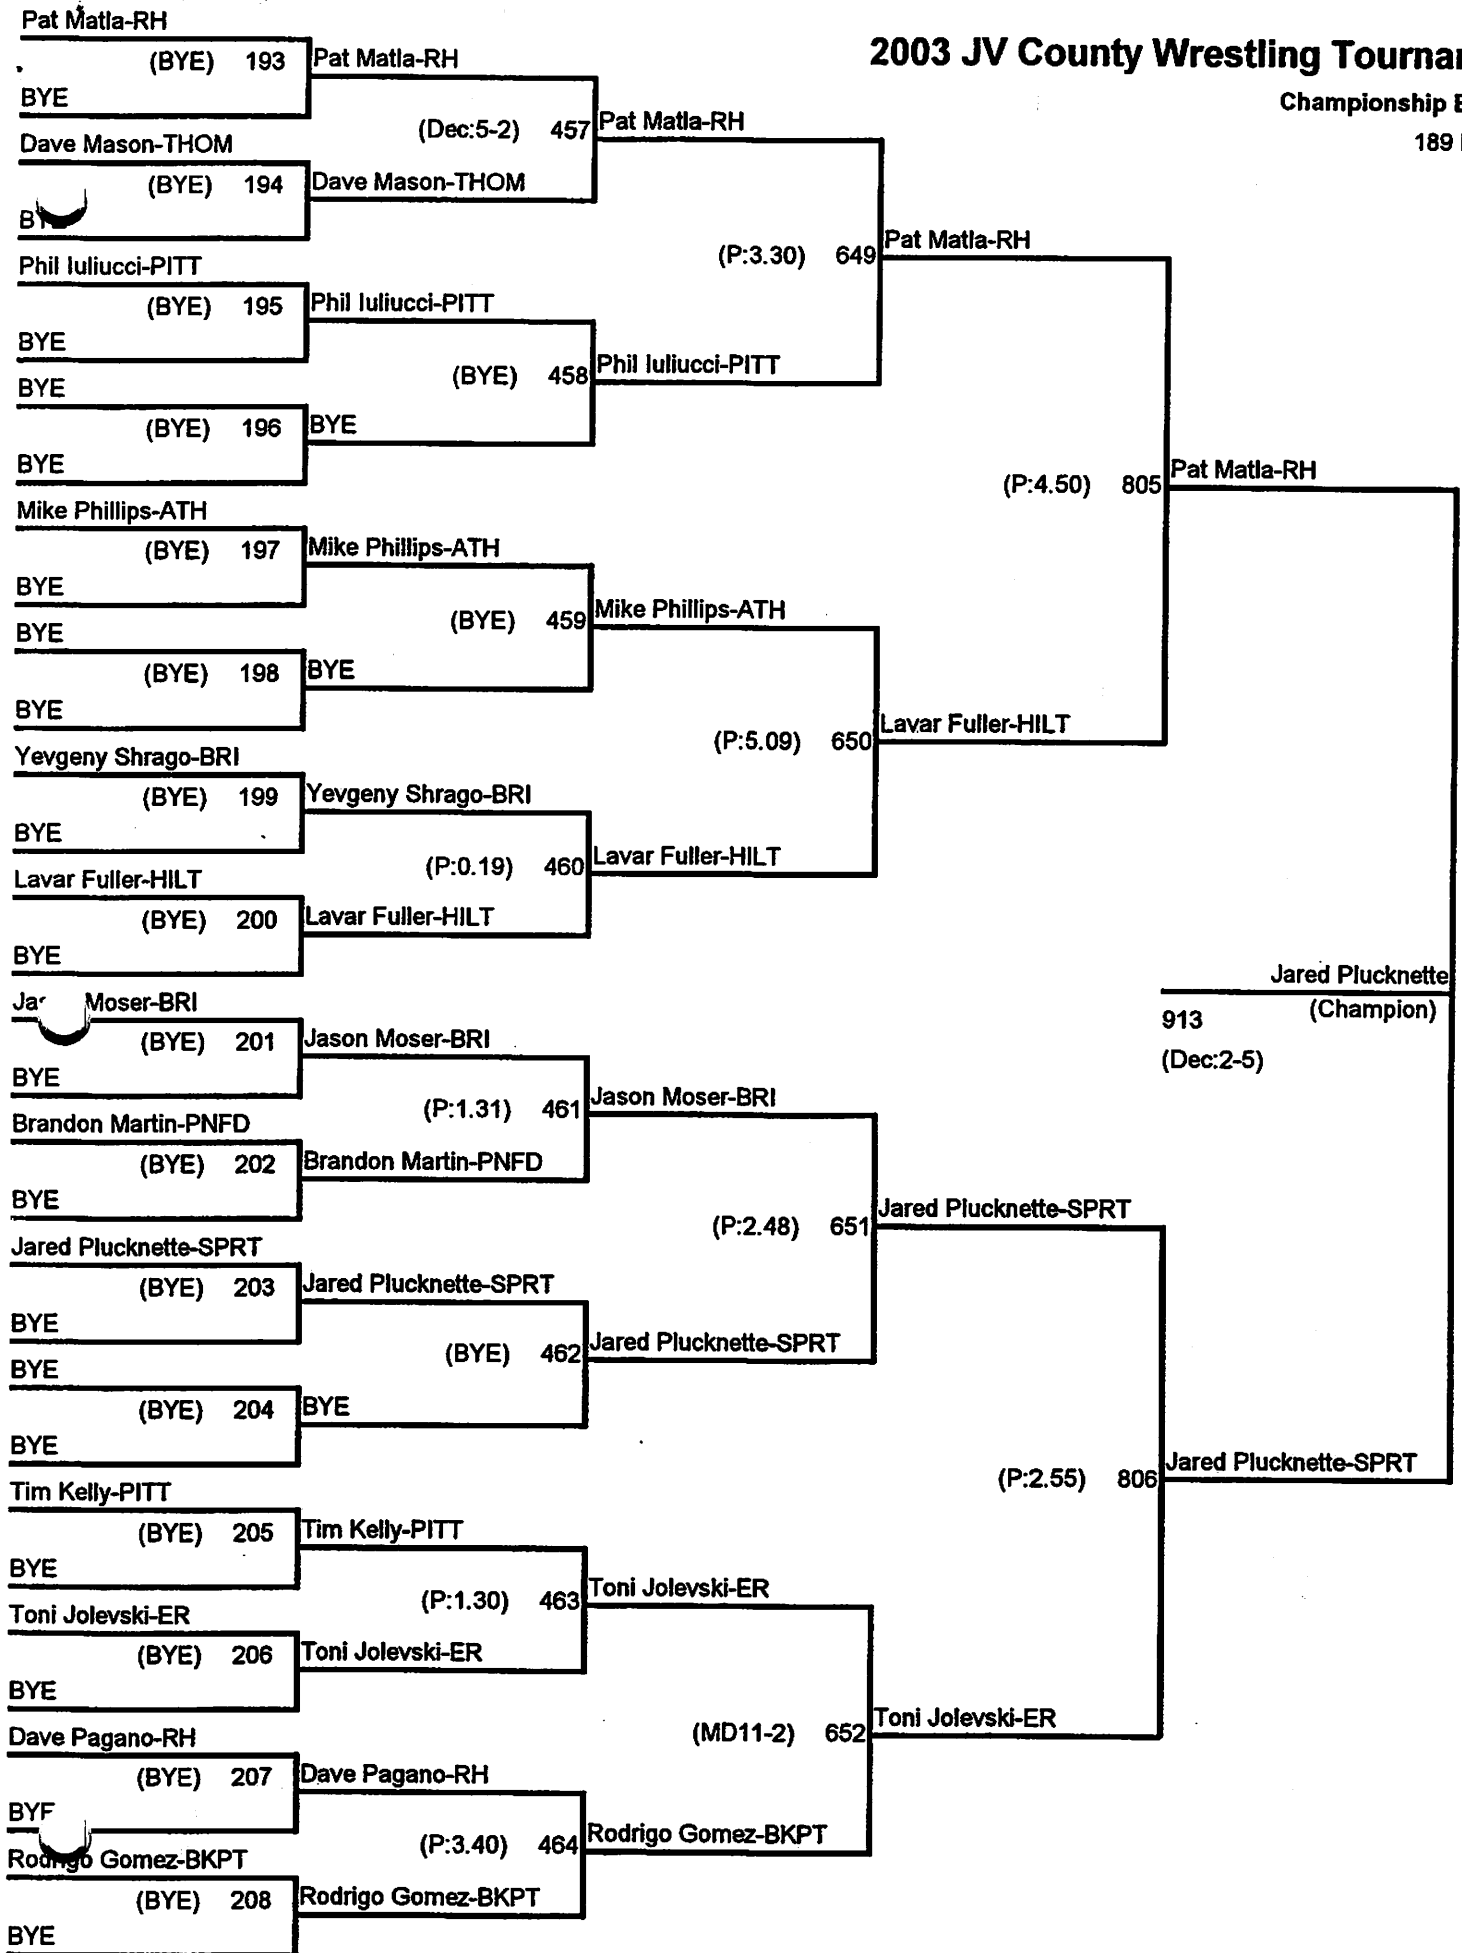 2003 JV County Wrestling
Championship
189
Pat Matla-RH
(BYE) 193
BYE
Pat Matla-RH
(Dec:5-2) 457
Dave Mason-THOM
(BYE) 194
Dave Mason-THOM
Pat Matla-RH
(P:3.30) 649
Phil Iuliucci-PITT
(BYE) 195
BYE
Phil Iuliucci-PITT
(BYE) 458
BYE
(BYE) 196
BYE
BYE
Phil Iuliucci-PITT
Pat Matla-RH
(P:4.50) 805
Mike Phillips-ATH
(BYE) 197
BYE
Mike Phillips-ATH
(BYE) 459
BYE
(BYE) 198
BYE
BYE
Mike Phillips-ATH
(P:5.09) 650
Yevgeny Shrago-BRI
(BYE) 199
BYE
Yevgeny Shrago-BRI
(P:0.19) 460
Lavar Fuller-HILT
(BYE) 200
BYE
Lavar Fuller-HILT
Lavar Fuller-HILT
Lavar Fuller-HILT
Pat Matla-RH
Jared Plucknette
(Champion)
913
(Dec:2-5)
Moser-BRI
(BYE) 201
BYE
Jason Moser-BRI
(P:1.31) 461
Brandon Martin-PNFD
(BYE) 202
BYE
Brandon Martin-PNFD
Jason Moser-BRI
(P:2.48) 651
Jared Plucknette-SPRT
(BYE) 203
BYE
Jared Plucknette-SPRT
(BYE) 462
BYE
(BYE) 204
BYE
BYE
Jared Plucknette-SPRT
Jared Plucknette-SPRT
(P:2.55) 806
Jared Plucknette-SPRT
Tim Kelly-PITT
(BYE) 205
BYE
Tim Kelly-PITT
(P:1.30) 463
Toni Jolevski-ER
(BYE) 206
BYE
Toni Jolevski-ER
Toni Jolevski-ER
(MD11-2) 652
Toni Jolevski-ER
Dave Pagano-RH
(BYE) 207
Dave Pagano-RH
(P:3.40) 464
Rodrigo Gomez-BKPT
(BYE) 208
BYE
Rodrigo Gomez-BKPT
Rodrigo Gomez-BKPT